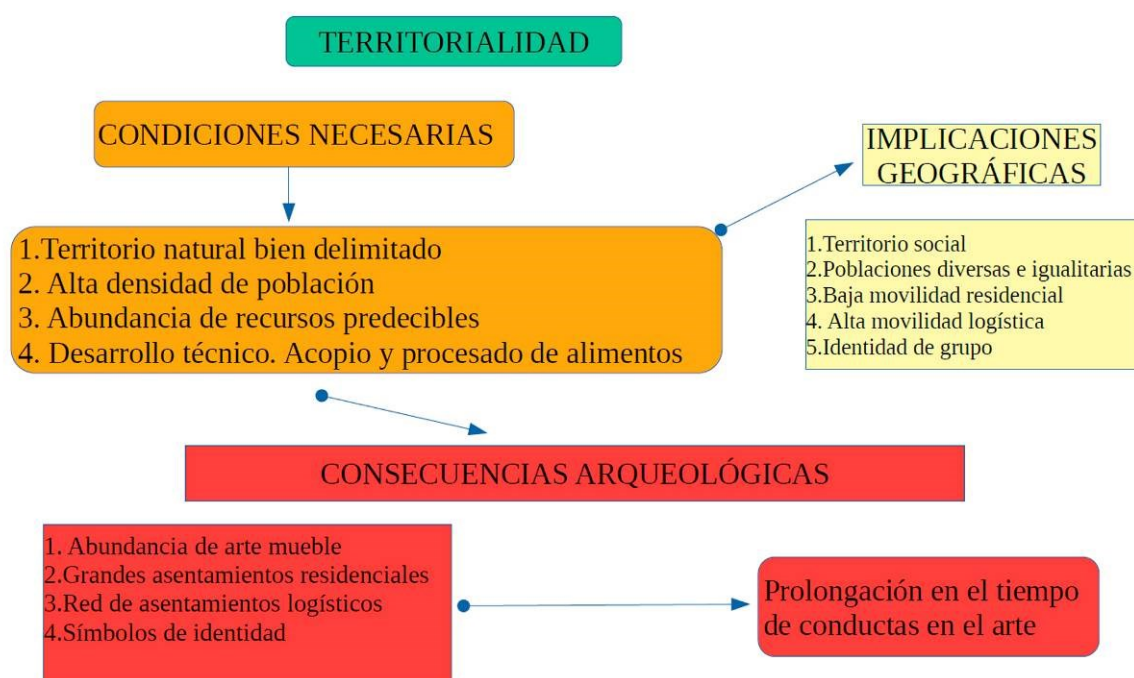 TERRITORIALIDAD
CONDICIONES NECESARIAS
1.Territorio natural bien delimitado
2. Alta densidad de población
3. Abundancia de recursos predecibles
4. Desarrollo técnico. Acopio y procesado de alimentos
IMPLICACIONES
GEOGRÁFICAS
1.Territorio social
2.Poblaciones diversas e igualitarias
3.Baja movilidad residencial
4. Alta movilidad logística
5.Identidad de grupo
CONSECUENCIAS ARQUEOLÓGICAS
1. Abundancia de arte mueble
2.Grandes asentamientos residenciales
3.Red de asentamientos logísticos
4.Símbolos de identidad
Prolongación en el tiempo
de conductas en el arte